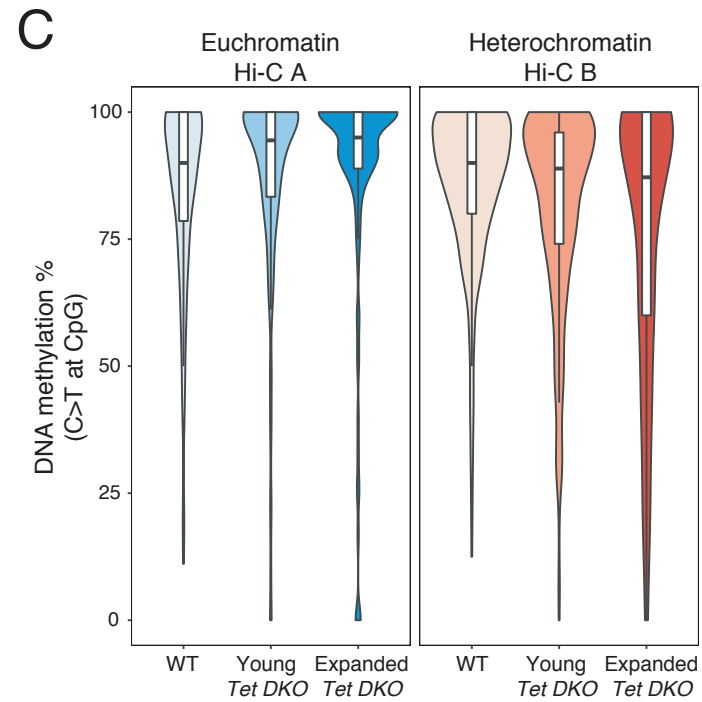 C
Euchromatin
Hi-C A
Heterochromatin
Hi-C B
DNA methylation %
(C>T at CpG)
100
75
50
25
0
WT
Young
Tet DKO
Expanded
Tet DKO
WT
Young
Tet DKO
Expanded
Tet DKO